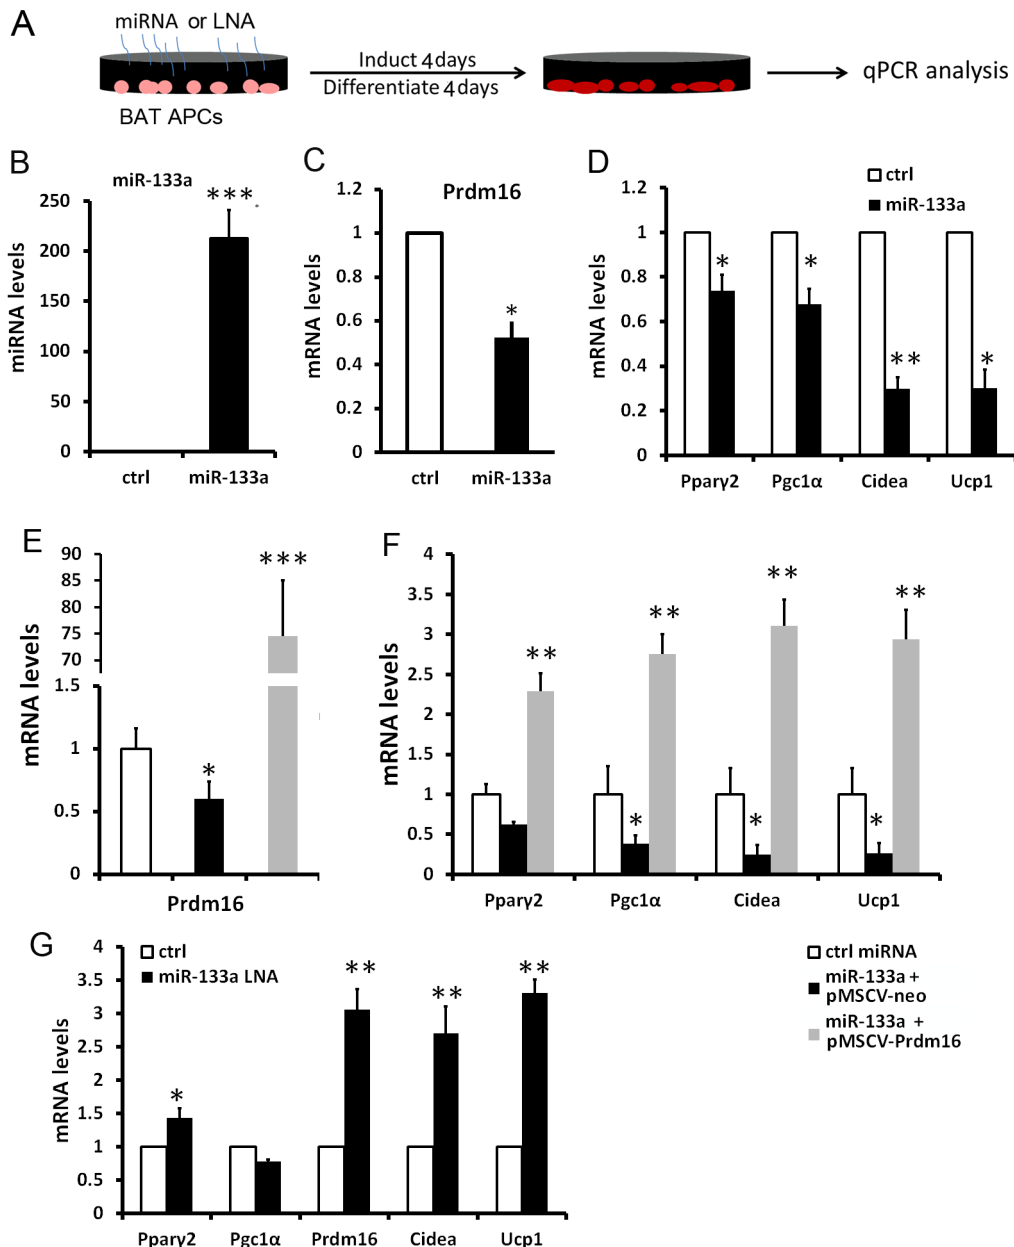 A
miRNA or LNA
BAT APCs
Induct 4days
Differentiate 4days
qPCR analysis
B
miR-133a
***
miRNA levels
250
200
150
100
50
0
ctrl
miR-133a
C
Prdm16
*
mRNA levels
1.2
1
0.8
0.6
0.4
0.2
0
ctrl
miR-133a
D
ctrl
miR-133a
mRNA levels
1.2
1
0.8
0.6
0.4
0.2
0
* * ** *
Pparγ2 Pgc1α Cidea Ucp1
E
mRNA levels
90
85
80
75
70
1.5
1
0.5
0
***
*
Prdm16
F
mRNA levels
4
3.5
3
2.5
2
1.5
1
0.5
0
** ** ** **
* * *
Pparγ2 Pgc1α Cidea Ucp1
ctrl miRNA
miR-133a +
pMSCV-neo
miR-133a +
pMSCV-Prdm16
G
ctrl
miR-133a LNA
mRNA levels
4
3.5
3
2.5
2
1.5
1
0.5
0
* ** ** **
Pparγ2 Pgc1α Prdm16 Cidea Ucp1